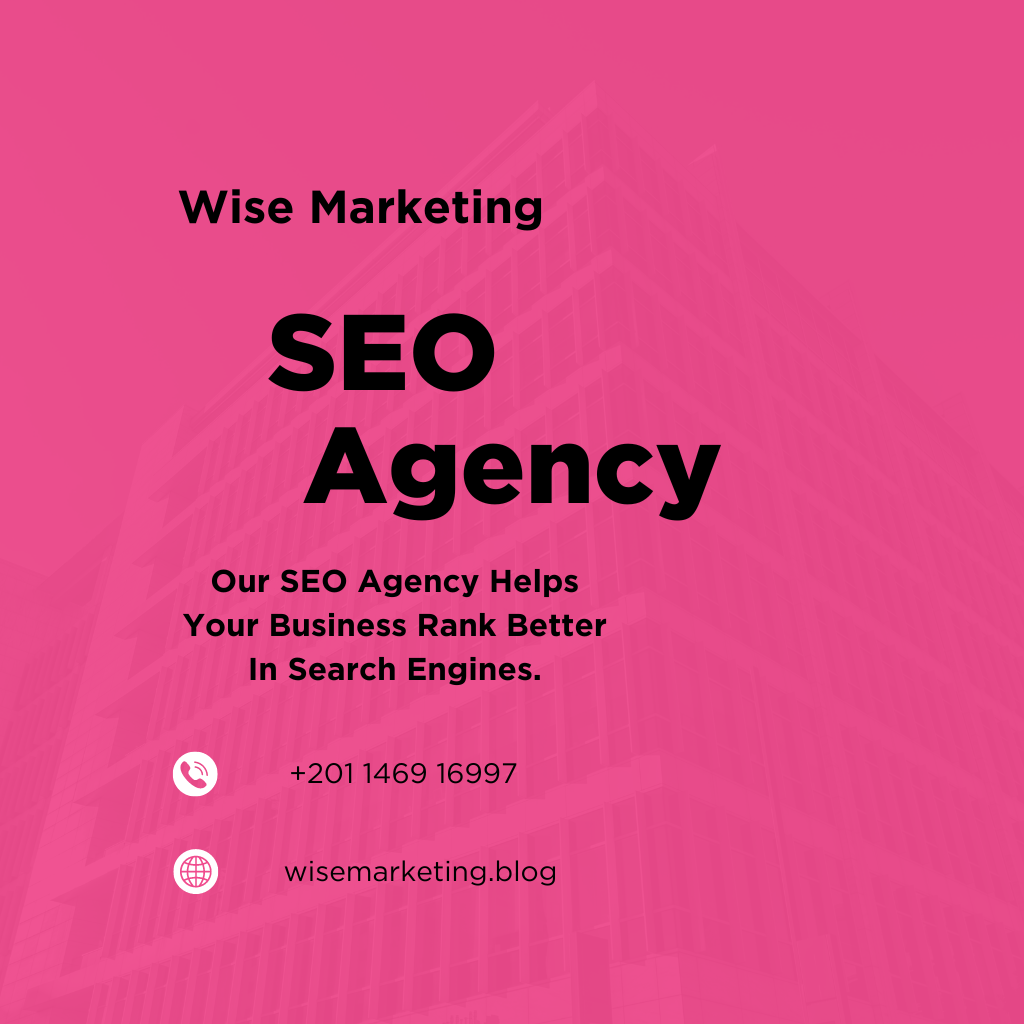 Wise Marketing
SEO
Agency
Our SEO Agency Helps
Your Business Rank Better
In Search Engines.
+201 1469 16997
wisemarketing.blog